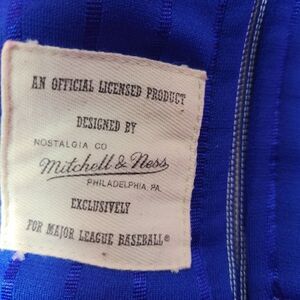 AN OFFICIAL LICENSED PRODUCT
DESIGNED BY
NOSTALGIA CO
Mitchell & Ness
PHILADELPHIA, PA.
EXCLUSIVELY
FOR MAJOR LEAGUE BASEBALL®